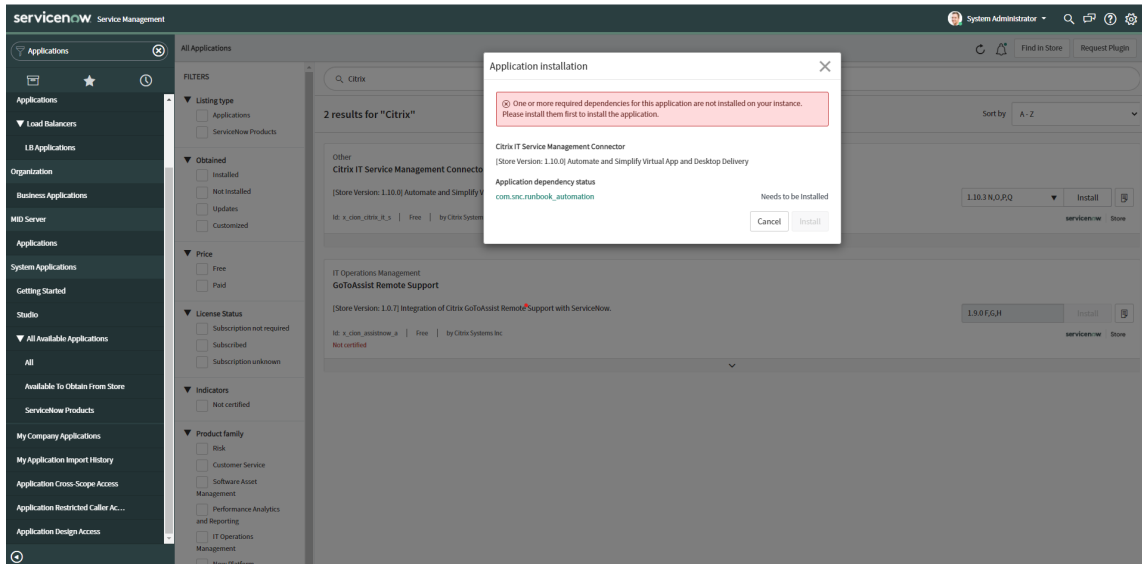 servicenow Service Management
System Administrator
Applications
Applications
Load Balancers
LB Applications
Organization
Business Applications
MID Server
Applications
System Applications
Getting Started
Studio
All Available Applications
All
Available To Obtain From Store
ServiceNow Products
My Company Applications
My Application Import History
Application Cross-Scope Access
Application Restricted Caller Ac...
Application Design Access
All Applications
Find in Store
Request Plugin
FILTERS
Listing type
Applications
ServiceNow Products
Obtained
Installed
Not Installed
Updates
Customized
Price
Free
Paid
License Status
Subscription not required
Subscribed
Subscription unknown
Indicators
Not certified
Product family
Risk
Customer Service
Software Asset
Management
Performance Analytics
and Reporting
IT Operations
Management
Now Platform
Citrix
2 results for "Citrix"
Sort by A - Z
Other
Citrix IT Service Management Connecto
[Store Version: 1.10.0] Automate and Simplify V
Id: x_cion_citrix_it_s | Free | by Citrix System
1.10.3 N,O,P,Q
Install
servicenow Store
IT Operations Management
GoToAssist Remote Support
[Store Version: 1.0.7] Integration of Citrix GoToAssist Remote Support with ServiceNow.
Id: x_cion_assistnow_a | Free | by Citrix Systems Inc
Not certified
1.9.0 F,G,H
Install
servicenow Store
Application installation
One or more required dependencies for this application are not installed on your instance.
Please install them first to install the application.
Citrix IT Service Management Connector
[Store Version: 1.10.0] Automate and Simplify Virtual App and Desktop Delivery
Application dependency status
com.snc.runbook_automation Needs to be Installed
Cancel
Install